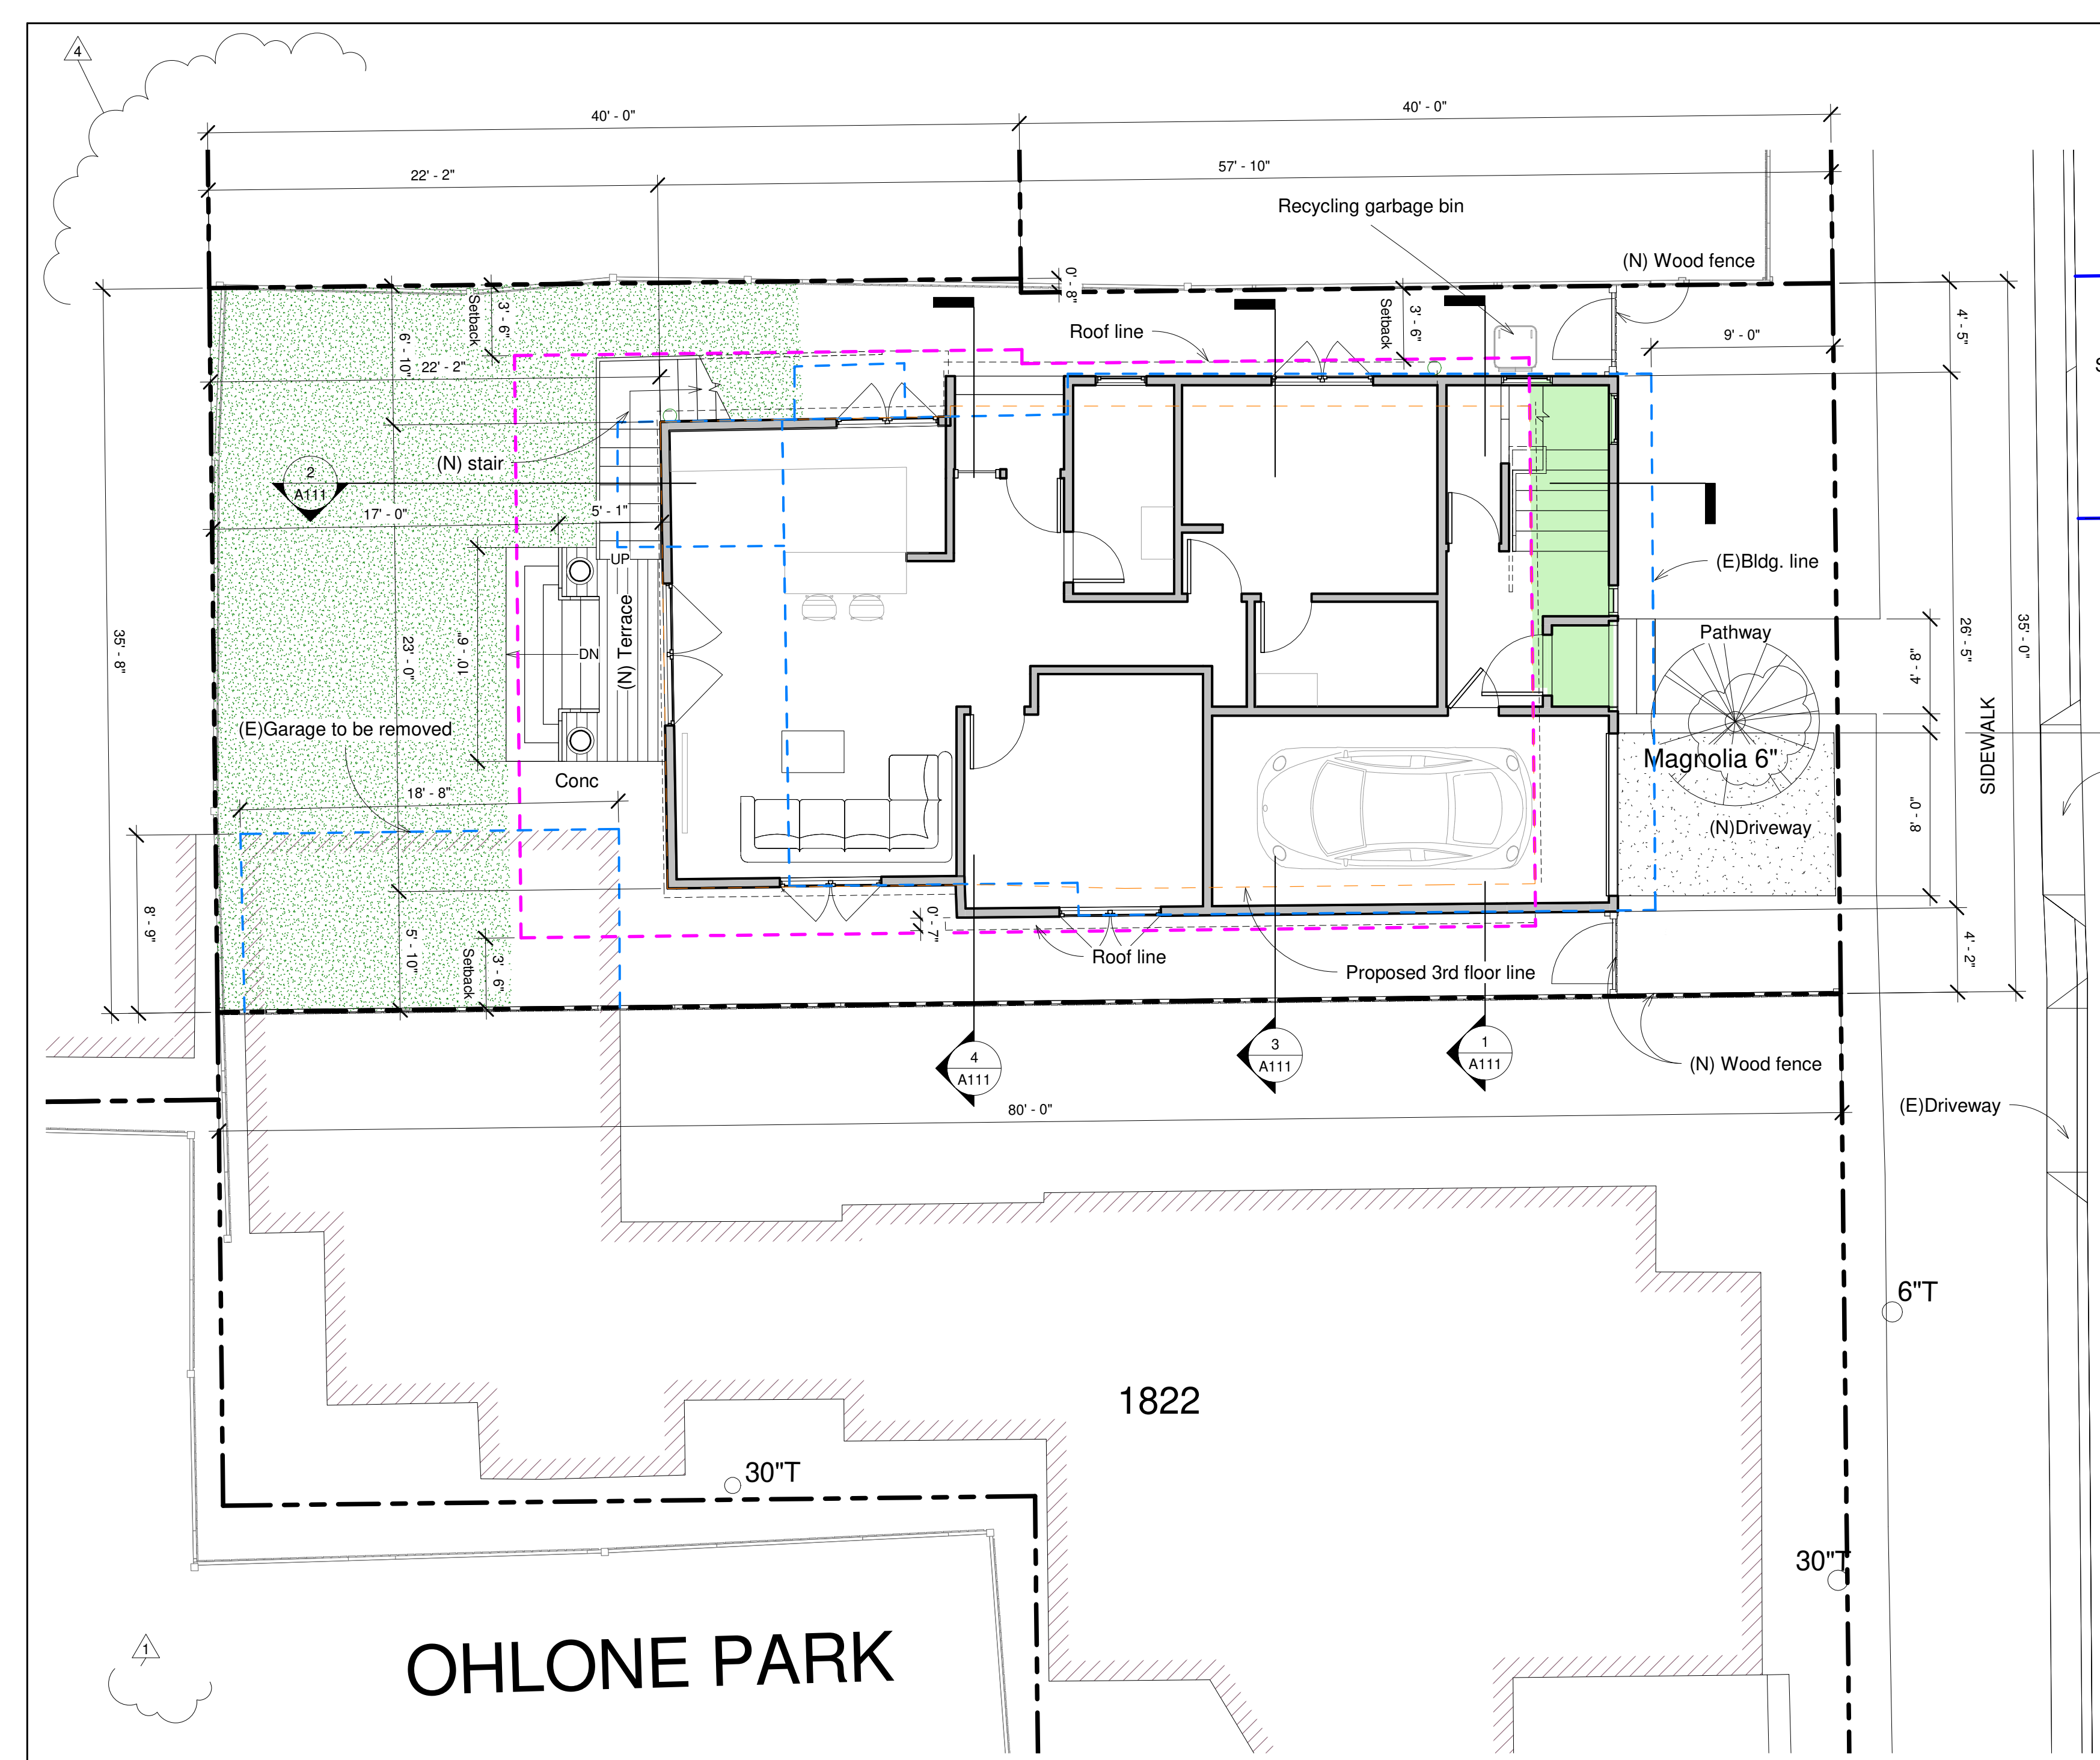 4
40' - 0"
40' - 0"
22' - 2"
57' - 10"
Recycling garbage bin
(N) Wood fence
0' - 8"
Setback
3' - 6"
6' - 10"
22' - 2"
Roof line
Setback
3' - 6"
9' - 0"
4' - 5"
(N) stair
2
A111
17' - 0"
5' - 1"
UP
(E)Bldg. line
35' - 8"
23' - 0"
10' - 9"
DN
(N) Terrace
Pathway
4' - 8"
26' - 5"
35' - 0"
SIDEWALK
(E)Garage to be removed
Magnolia 6"
Conc
18' - 8"
(N)Driveway
8' - 0"
8' - 9"
5' - 10"
Setback
3' - 6"
0' - 7"
Roof line
Proposed 3rd floor line
4' - 2"
4
A111
3
A111
1
A111
(N) Wood fence
80' - 0"
(E)Driveway
6"T
1822
30"T
30"T
1
OHLONE PARK